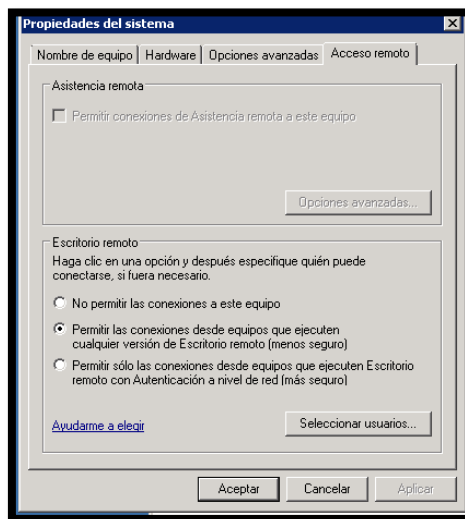 Propiedades del sistema
Nombre de equipo
Hardware
Opciones avanzadas
Acceso remoto
Asistencia remota
Permitir conexiones de Asistencia remota a este equipo
Opciones avanzadas...
Escritorio remoto
Haga clic en una opción y después especifique quién puede
conectarse, si fuera necesario.
No permitir las conexiones a este equipo
Permitir las conexiones desde equipos que ejecuten
cualquier versión de Escritorio remoto (menos seguro)
Permitir sólo las conexiones desde equipos que ejecuten Escritorio
remoto con Autenticación a nivel de red (más seguro)
Ayudarme a elegir
Seleccionar usuarios...
Aceptar
Cancelar
Aplicar